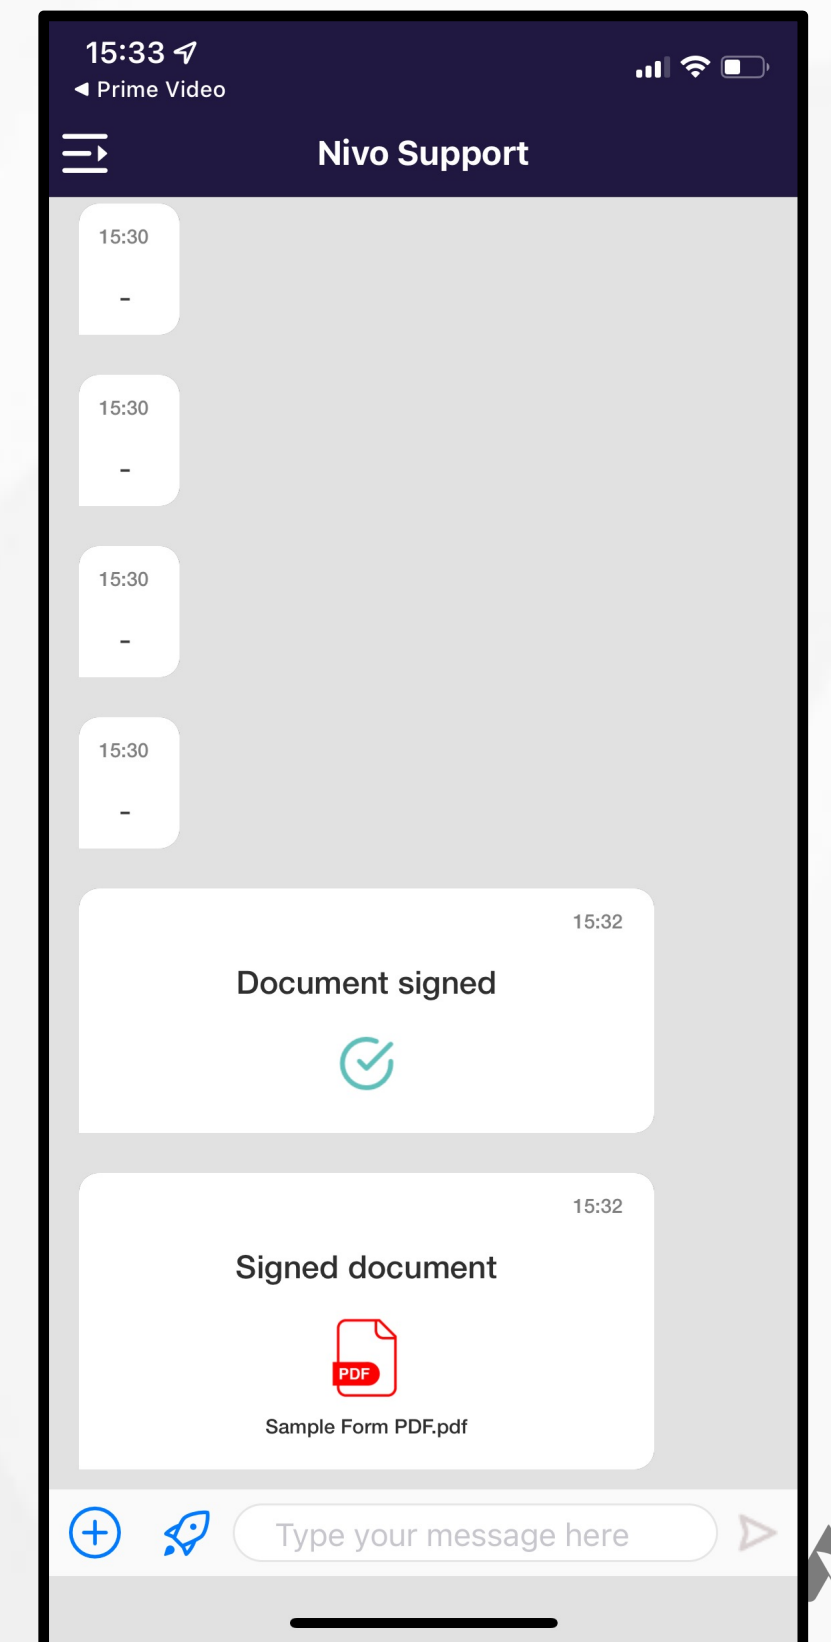 15:33
◀ Prime Video
Nivo Support
15:30
-
15:30
-
15:30
-
15:30
-
15:32
Document signed
15:32
Signed document
PDF
Sample Form PDF.pdf
Type your message here